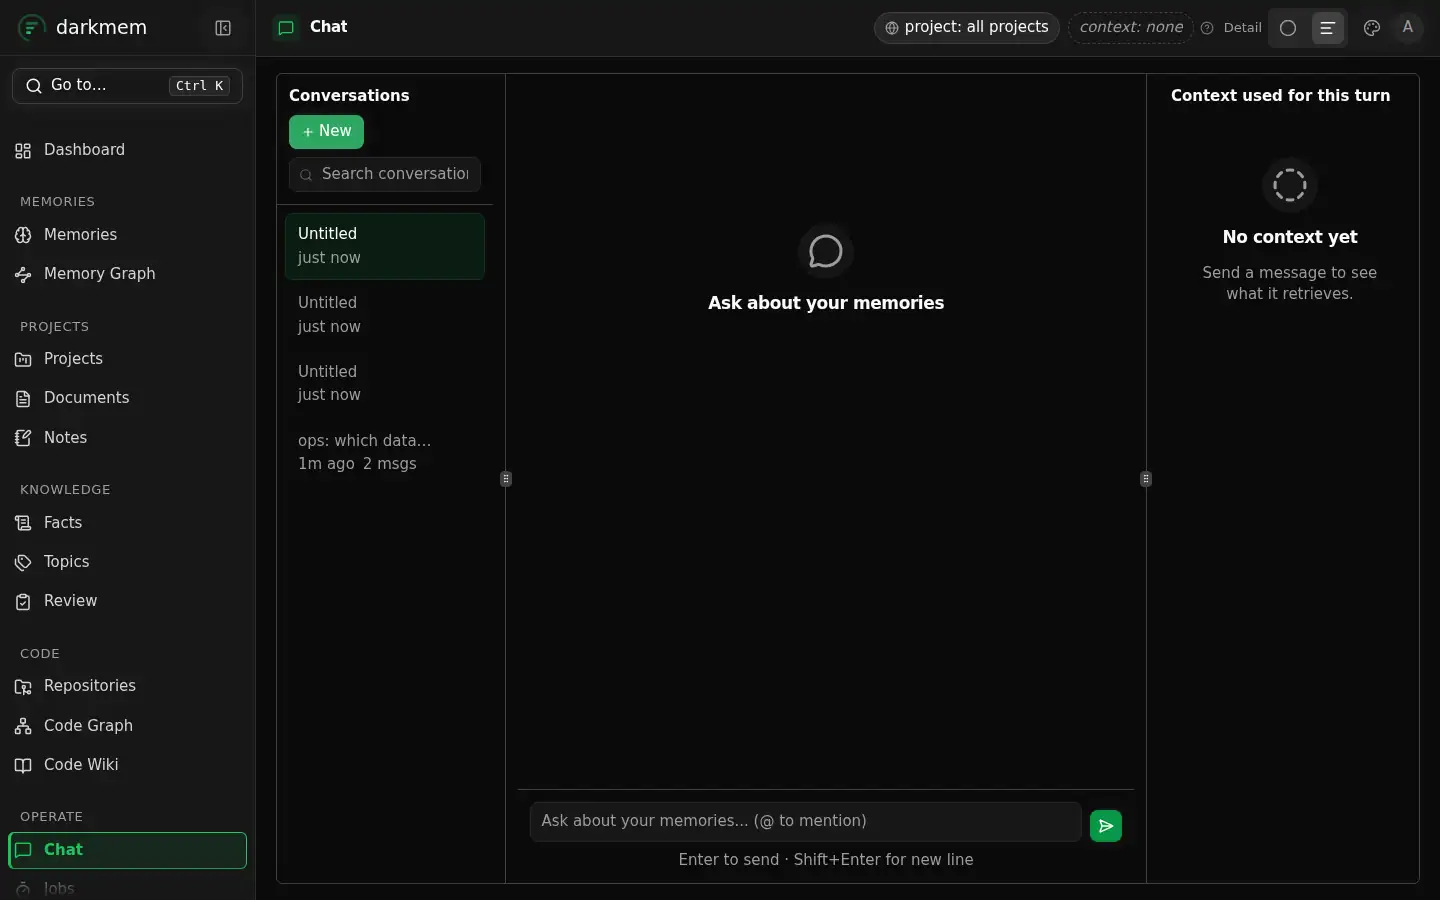 darkmem
Go to...
Ctrl K
Dashboard
MEMORIES
Memories
Memory Graph
PROJECTS
Projects
Documents
Notes
KNOWLEDGE
Facts
Topics
Review
CODE
Repositories
Code Graph
Code Wiki
OPERATE
Chat
Jobs
Chat
project: all projects
context: none
Detail
A
Conversations
+ New
Search conversation
Untitled
just now
Untitled
just now
Untitled
just now
ops: which data...
1m ago 2 msgs
Ask about your memories
Ask about your memories... (@ to mention)
Enter to send · Shift+Enter for new line
Context used for this turn
No context yet
Send a message to see
what it retrieves.